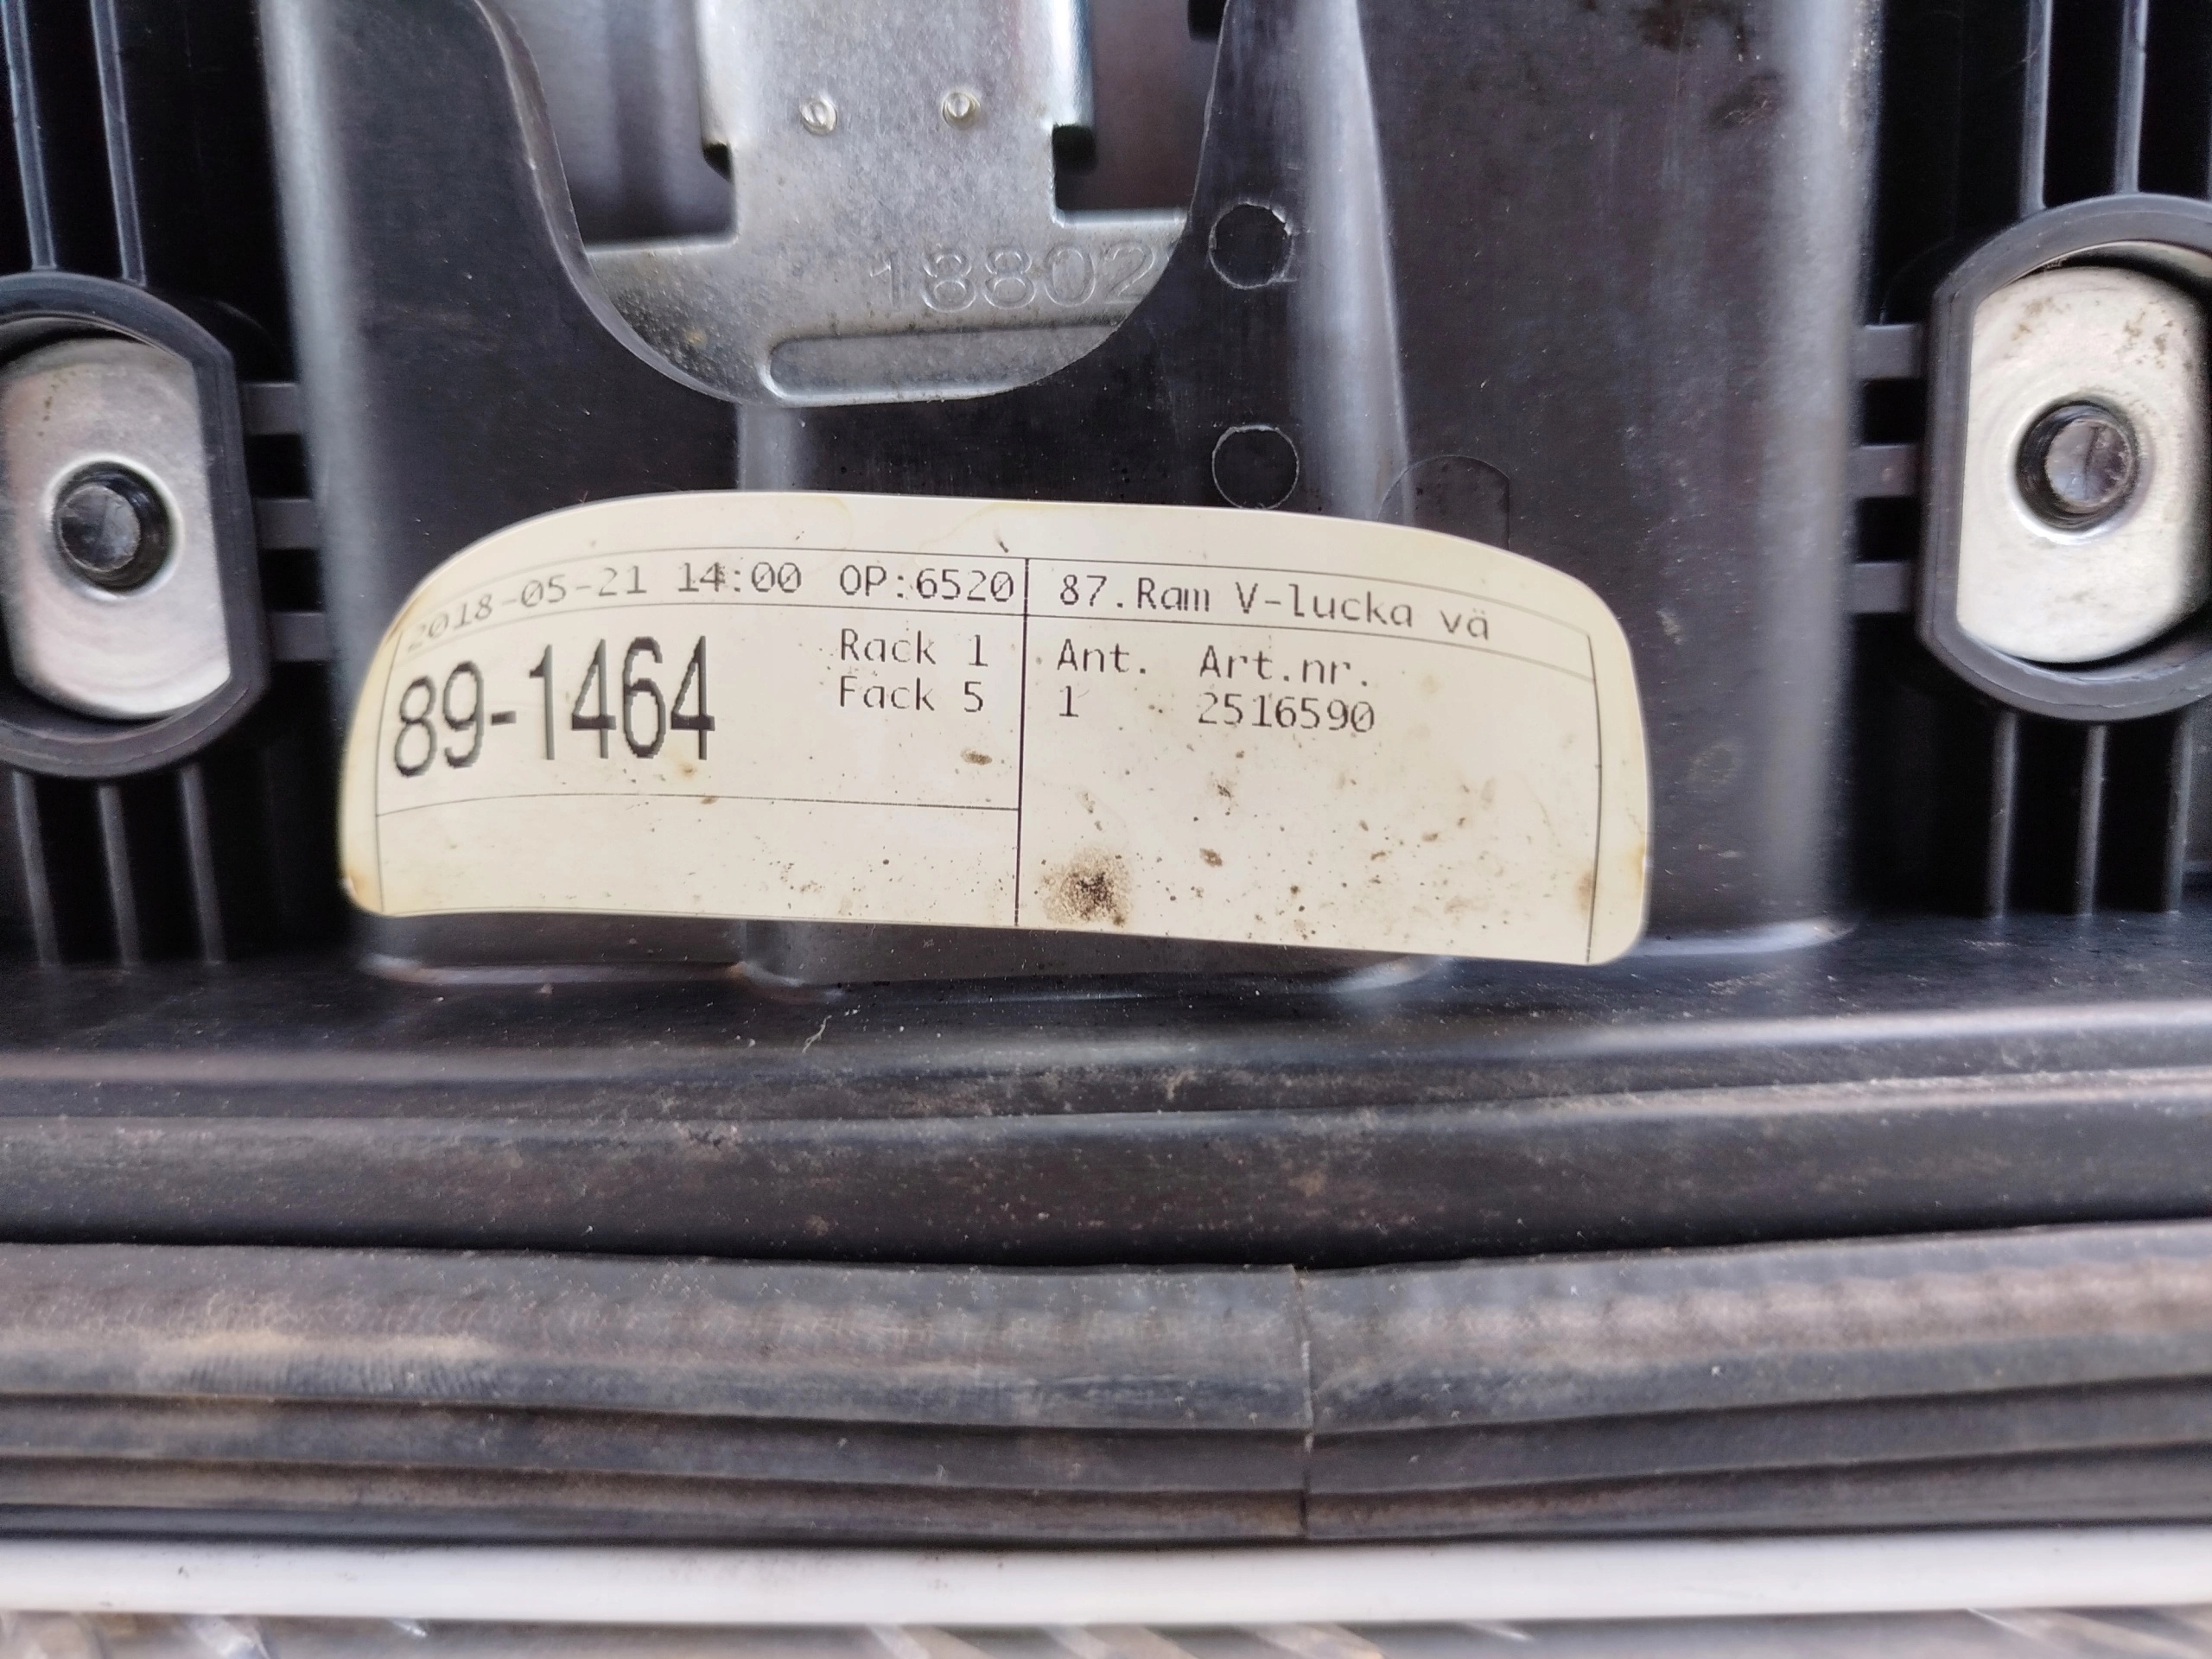 18802
2018-05-21 14:00 OP:6520
89-1464
Rack 1
Fack 5
87.Ram V-lucka vä
Ant. Art.nr.
1 2516590